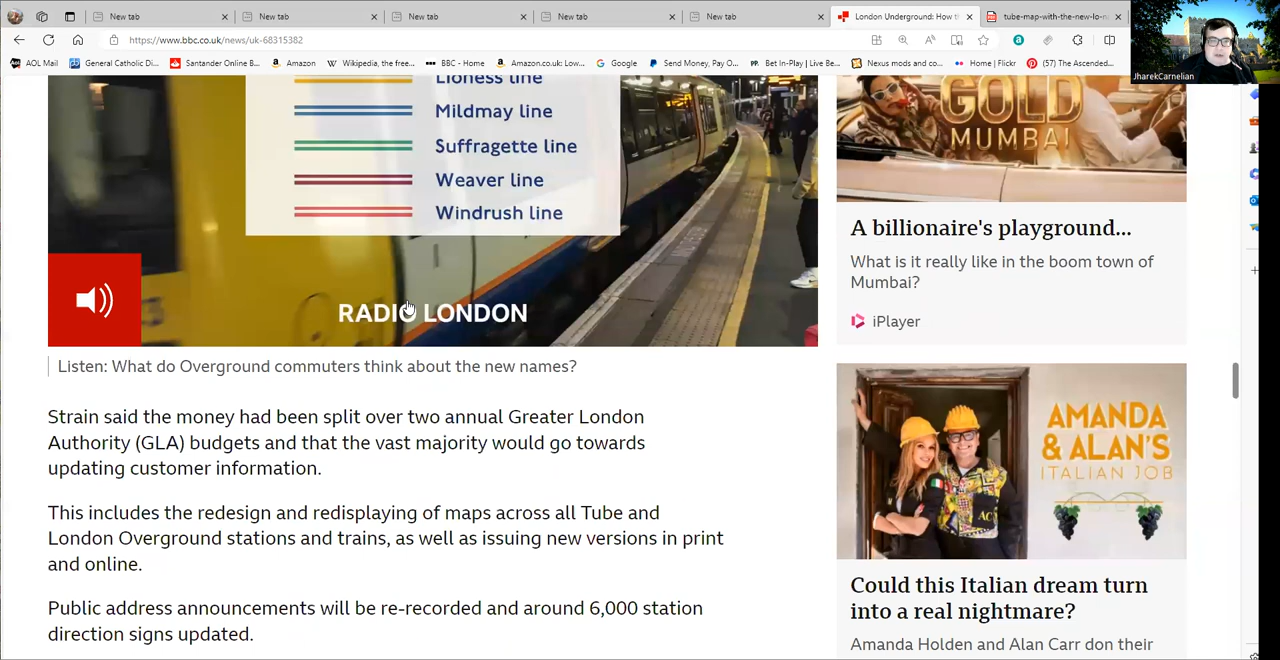 New tab
New tab
New tab
New tab
New tab
London Underground: How th
tube-map-with-the-new-lo-n
https://www.bbc.co.uk/news/uk-68315382
AOL Mail
General Catholic Di...
Santander Online B...
Amazon
Wikipedia, the free...
BBC - Home
Amazon.co.uk: Low...
Google
Send Money, Pay O...
Bet In-Play | Live Be...
Nexus mods and co...
Home | Flickr
(57) The Ascended...
JharekCarnelian
Lioness line
Mildmay line
Suffragette line
Weaver line
Windrush line
RADIO LONDON
Listen: What do Overground commuters think about the new names?
Strain said the money had been split over two annual Greater London
Authority (GLA) budgets and that the vast majority would go towards
updating customer information.
This includes the redesign and redisplaying of maps across all Tube and
London Overground stations and trains, as well as issuing new versions in print
and online.
Public address announcements will be re-recorded and around 6,000 station
direction signs updated.
GOLD
MUMBAI
A billionaire's playground...
What is it really like in the boom town of
Mumbai?
iPlayer
AMANDA
& ALAN'S
ITALIAN JOB
Could this Italian dream turn
into a real nightmare?
Amanda Holden and Alan Carr don their